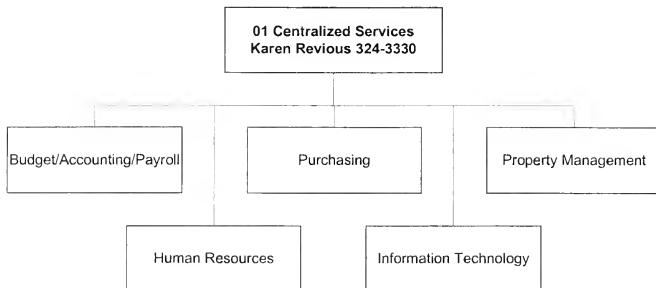 01 Centralized Services
Karen Revious 324-3330
Budget/Accounting/Payroll
Purchasing
Property Management
Human Resources
Information Technology